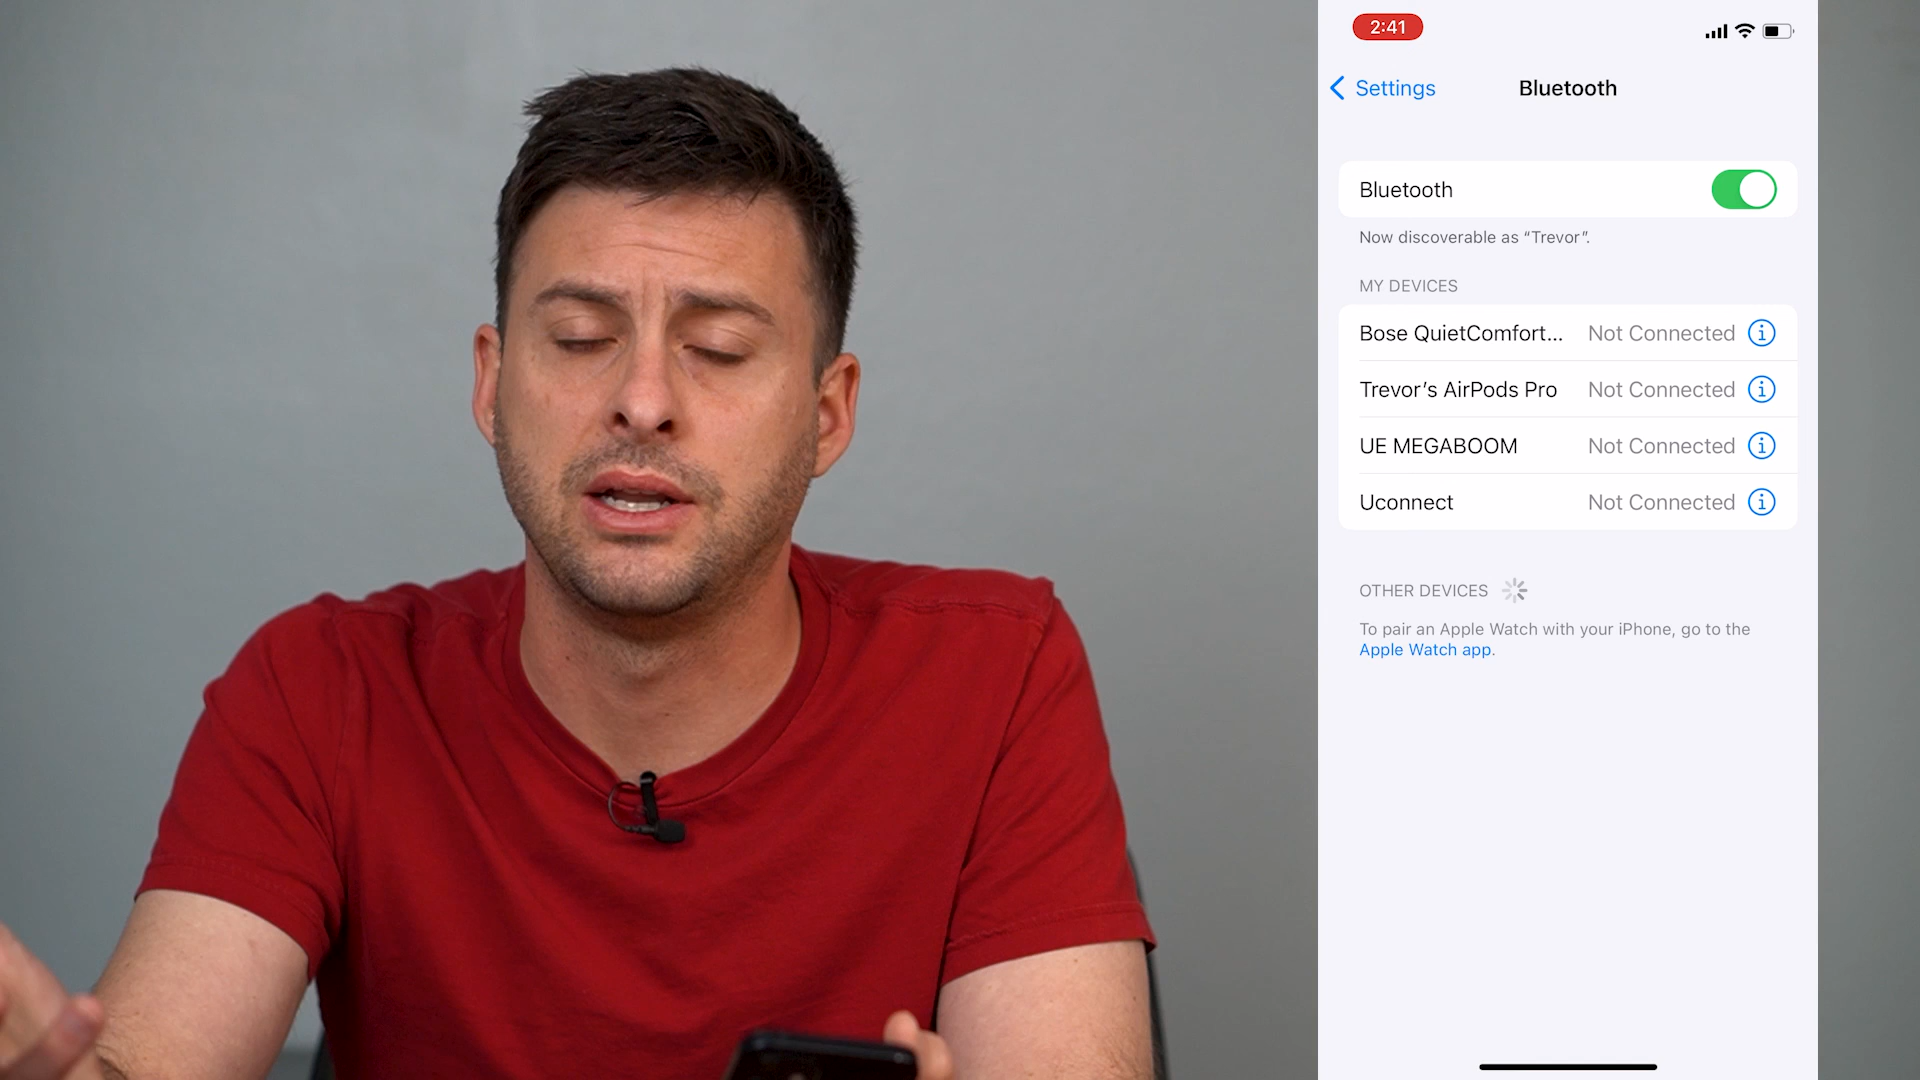 2:41
Settings
Bluetooth
Bluetooth
Now discoverable as “Trevor”.
MY DEVICES
Bose QuietComfort... Not Connected
Trevor’s AirPods Pro Not Connected
UE MEGABOOM Not Connected
Uconnect Not Connected
OTHER DEVICES
To pair an Apple Watch with your iPhone, go to the
Apple Watch app.